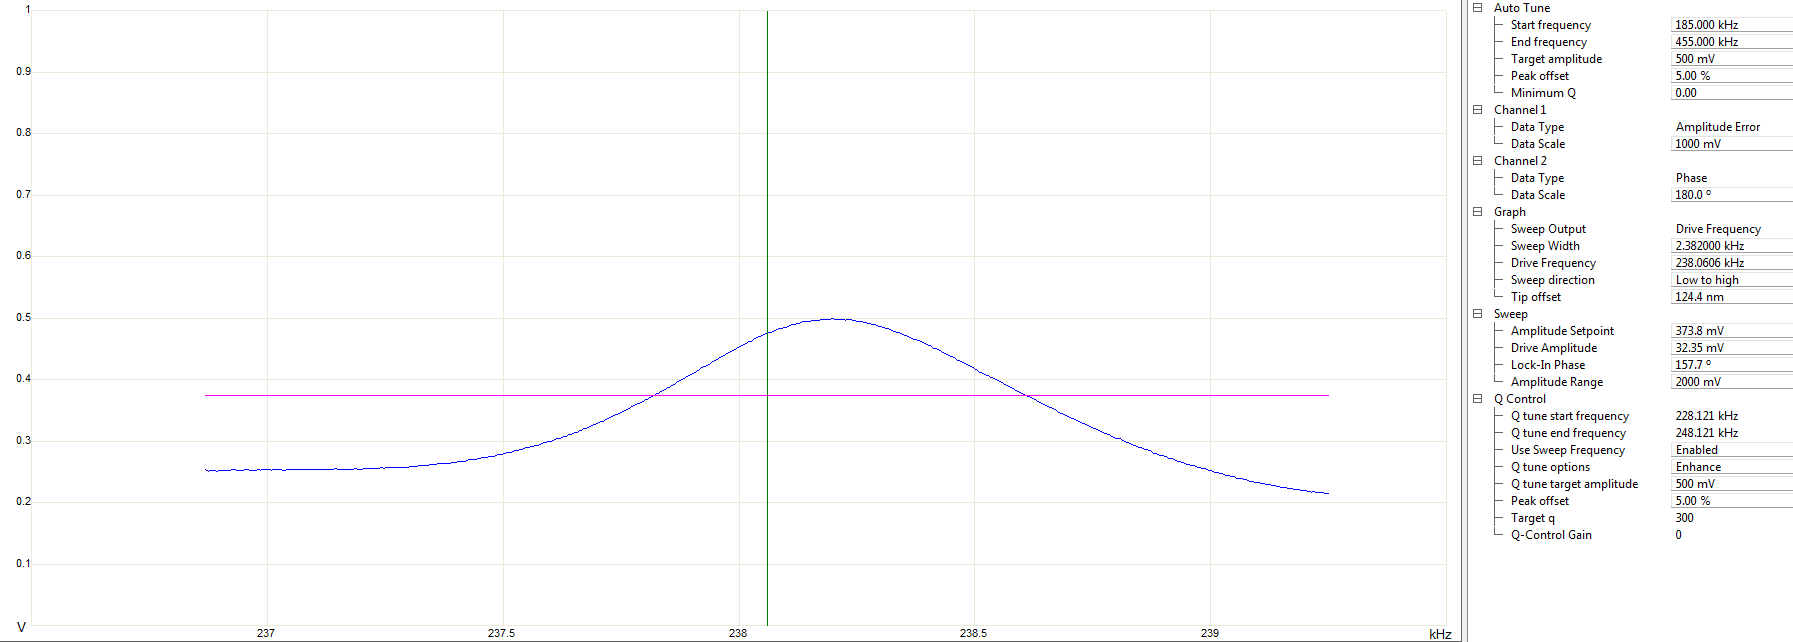 1
0.9
0.8
0.7
0.6
0.5
0.4
0.3
0.2
0.1
V
237
237.5
238
238.5
239
kHz
Auto Tune
Start frequency 185.000 kHz
End frequency 455.000 kHz
Target amplitude 500 mV
Peak offset 5.00 %
Minimum Q 0.00
Channel 1
Data Type Amplitude Error
Data Scale 1000 mV
Channel 2
Data Type Phase
Data Scale 180.0 º
Graph
Sweep Output Drive Frequency
Sweep Width 2.382000 kHz
Drive Frequency 238.0606 kHz
Sweep direction Low to high
Tip offset 124.4 nm
Sweep
Amplitude Setpoint 373.8 mV
Drive Amplitude 32.35 mV
Lock-In Phase 157.7 º
Amplitude Range 2000 mV
Q Control
Q tune start frequency 228.121 kHz
Q tune end frequency 248.121 kHz
Use Sweep Frequency Enabled
Q tune options Enhance
Q tune target amplitude 500 mV
Peak offset 5.00 %
Target q 300
Q-Control Gain 0